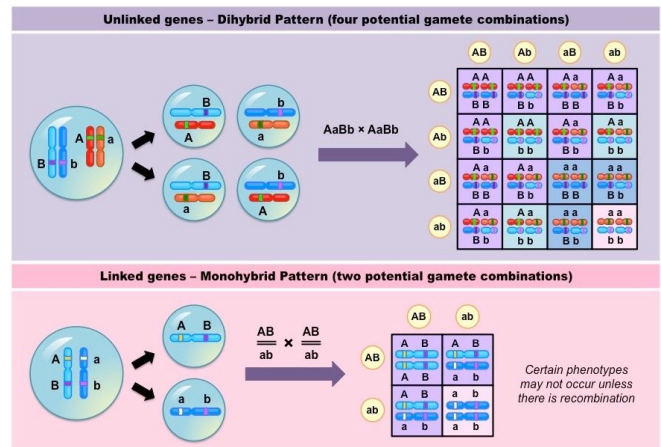 Unlinked genes – Dihybrid Pattern (four potential gamete combinations)
B
A
b
a
B
a
b
A
A a
B b
AaBb × AaBb
AB Ab aB ab
AB
A A A A A a A a
B B B b B B B b
Ab
A A A A A a A a
B b b b B b b b
aB
A a A a a a a a
B B B b B B B b
ab
A a A a a a a a
B b b b B b b b
Linked genes – Monohybrid Pattern (two potential gamete combinations)
A a
B b
A B
a b
AB × AB
ab ab
AB ab
AB
A B A B
A B a b
ab
A B a b
a b a b
Certain phenotypes
may not occur unless
there is recombination